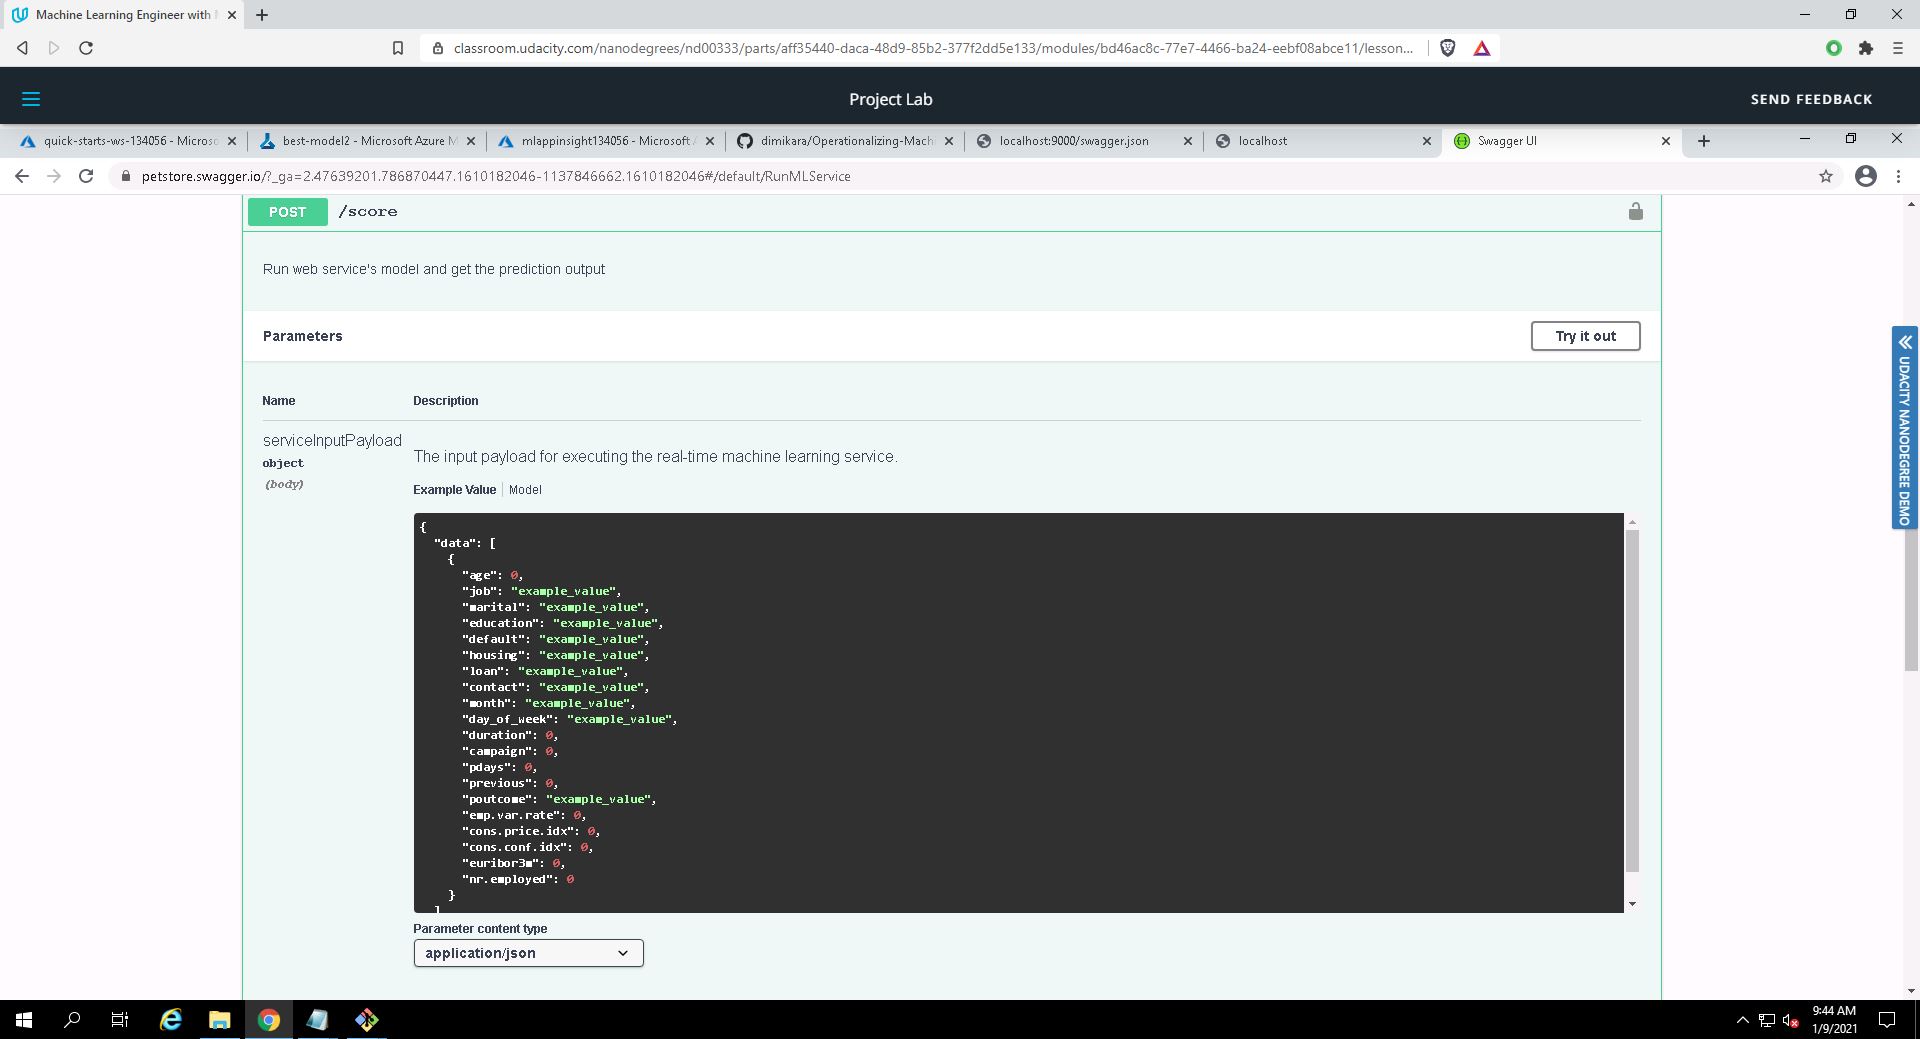 Machine Learning Engineer with
classroom.udacity.com/nanodegrees/nd00333/parts/aff35440-daca-48d9-85b2-377f2dd5e133/modules/bd46ac8c-77e7-4466-ba24-eebf08abce11/lesson...
Project Lab
SEND FEEDBACK
quick-starts-ws-134056 - Microso
best-model2 - Microsoft Azure M
mlappinsight134056 - Microsoft A
dimikara/Operationalizing-Machi
localhost:9000/swagger.json
localhost
Swagger UI
petstore.swagger.io/?_ga=2.47639201.786870447.1610182046-1137846662.1610182046#/default/RunMLService
POST /score
Run web service's model and get the prediction output
Parameters
Try it out
Name Description
serviceInputPayload
object
(body)
The input payload for executing the real-time machine learning service.
Example Value Model
{
"data": [
{
"age": 0,
"job": "example_value",
"marital": "example_value",
"education": "example_value",
"default": "example_value",
"housing": "example_value",
"loan": "example_value",
"contact": "example_value",
"month": "example_value",
"day_of_week": "example_value",
"duration": 0,
"campaign": 0,
"pdays": 0,
"previous": 0,
"poutcome": "example_value",
"emp.var.rate": 0,
"cons.price.idx": 0,
"cons.conf.idx": 0,
"euribor3m": 0,
"nr.employed": 0
}
]
Parameter content type
application/json
UDACITY NANODEGREE DEMO
9:44 AM
1/9/2021